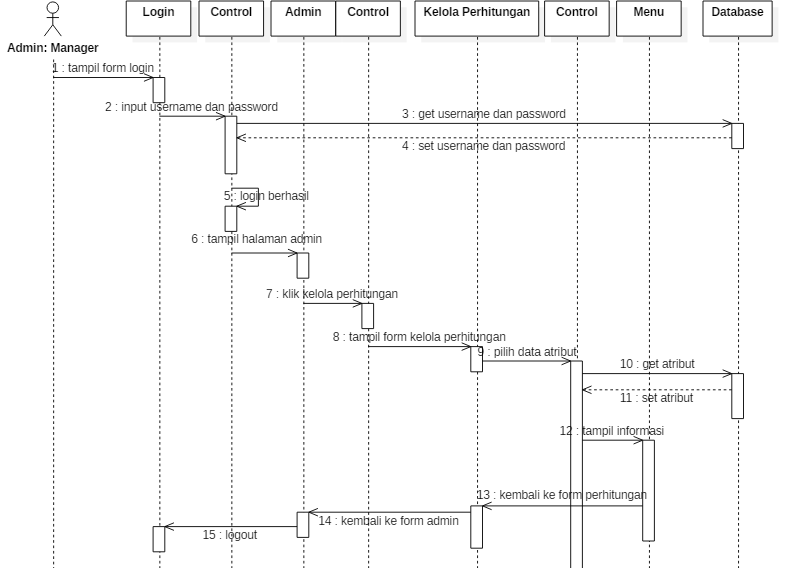 Login
Control
Admin
Control
Kelola Perhitungan
Control
Menu
Database
Admin: Manager
1 : tampil form login
2 : input username dan password
3 : get username dan password
4 : set username dan password
5 : login berhasil
6 : tampil halaman admin
7 : klik kelola perhitungan
8 : tampil form kelola perhitungan
9 : pilih data atribut
10 : get atribut
11 : set atribut
12 : tampil informasi
13 : kembali ke form perhitungan
14 : kembali ke form admin
15 : logout